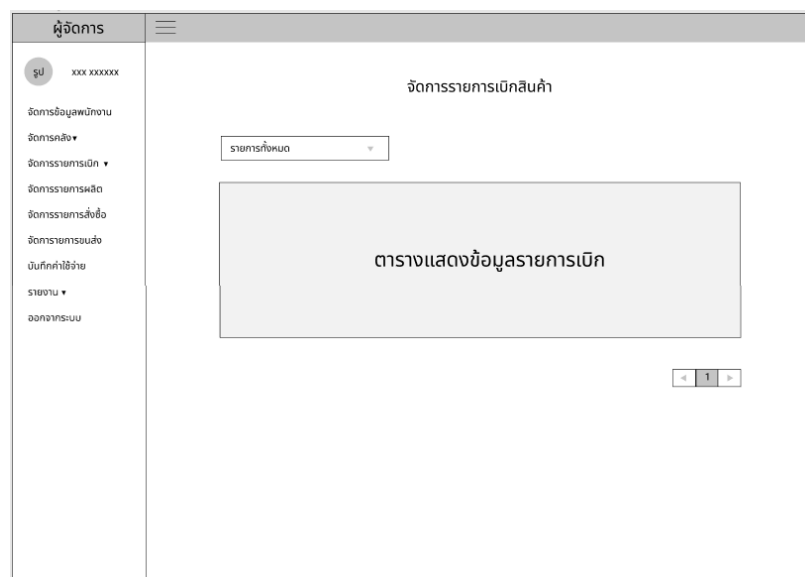 ผู้จัดการ
รูป xxx xxxxxx
จัดการข้อมูลพนักงาน
จัดการคลัง▾
จัดการรายการเบิก ▾
จัดการรายการผลิต
จัดการรายการสั่งซื้อ
จัดการายการขนส่ง
บันทึกค่าใช้จ่าย
รายงาน ▾
ออกจากระบบ
จัดการรายการเบิกสินค้า
รายการทั้งหมด
ตารางแสดงข้อมูลรายการเบิก
1